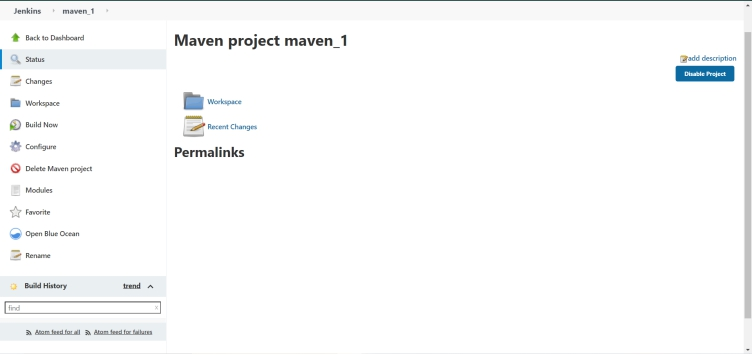 Jenkins maven_1
Back to Dashboard
Status
Changes
Workspace
Build Now
Configure
Delete Maven project
Modules
Favorite
Open Blue Ocean
Rename
Build History trend
find x
Atom feed for all Atom feed for failures
Maven project maven_1
add description
Disable Project
Workspace
Recent Changes
Permalinks